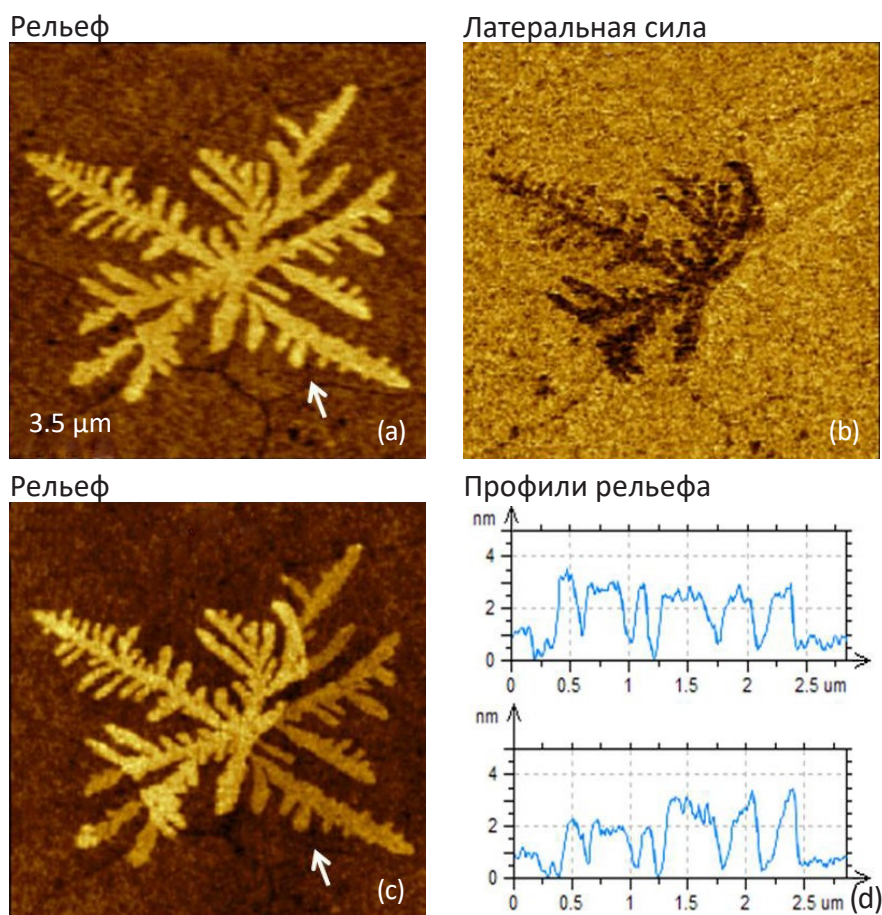 Рельеф
Латеральная сила
3.5 µm
(a)
(b)
Рельеф
Профили рельефа
(c)
nm
4
2
0
0 0.5 1 1.5 2 2.5 um
nm
4
2
0
0 0.5 1 1.5 2 2.5 um
(d)